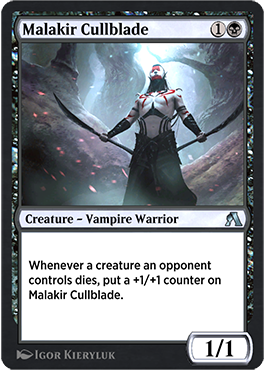 Malakir Cullblade 1
Creature – Vampire Warrior
Whenever a creature an opponent
controls dies, put a +1/+1 counter on
Malakir Cullblade.
Igor Kieryluk
1/1